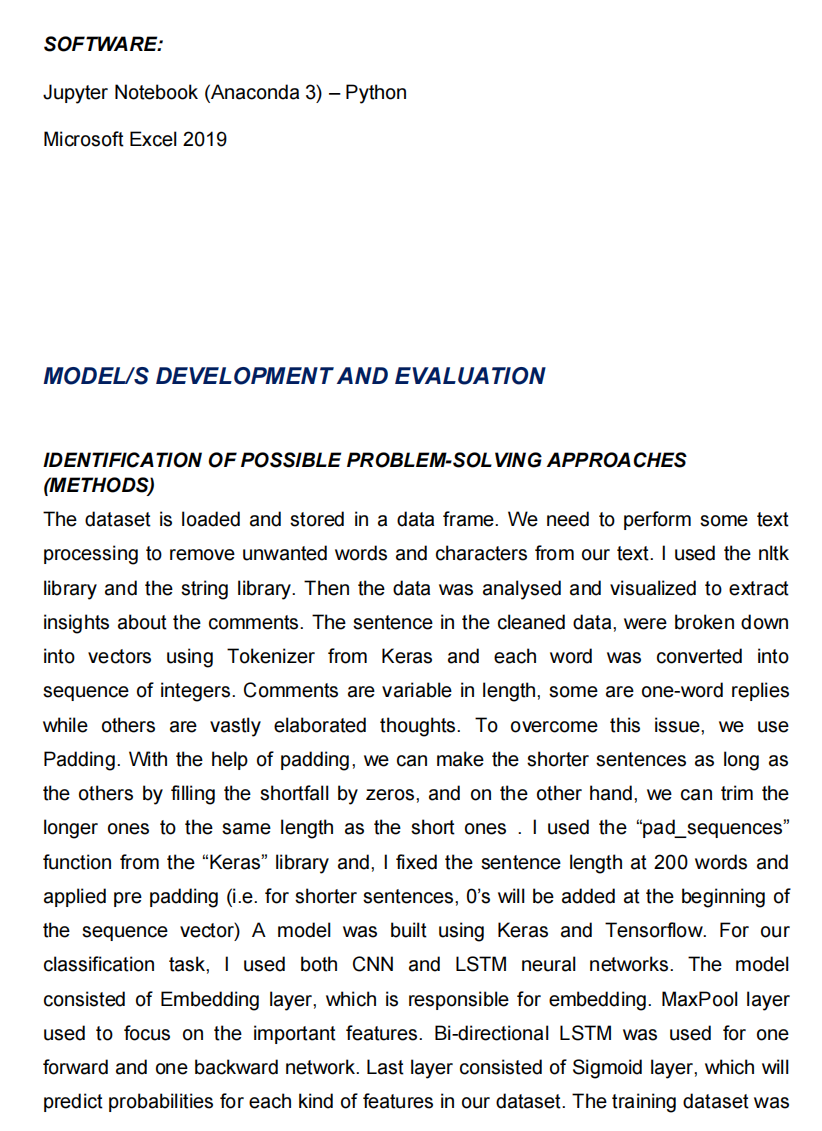 SOFTWARE:
Jupyter Notebook (Anaconda 3) – Python
Microsoft Excel 2019
MODEL/S DEVELOPMENT AND EVALUATION
IDENTIFICATION OF POSSIBLE PROBLEM-SOLVING APPROACHES
(METHODS)
The dataset is loaded and stored in a data frame. We need to perform some text
processing to remove unwanted words and characters from our text. I used the nltk
library and the string library. Then the data was analysed and visualized to extract
insights about the comments. The sentence in the cleaned data, were broken down
into vectors using Tokenizer from Keras and each word was converted into
sequence of integers. Comments are variable in length, some are one-word replies
while others are vastly elaborated thoughts. To overcome this issue, we use
Padding. With the help of padding, we can make the shorter sentences as long as
the others by filling the shortfall by zeros, and on the other hand, we can trim the
longer ones to the same length as the short ones . I used the “pad_sequences”
function from the “Keras” library and, I fixed the sentence length at 200 words and
applied pre padding (i.e. for shorter sentences, 0’s will be added at the beginning of
the sequence vector) A model was built using Keras and Tensorflow. For our
classification task, I used both CNN and LSTM neural networks. The model
consisted of Embedding layer, which is responsible for embedding. MaxPool layer
used to focus on the important features. Bi-directional LSTM was used for one
forward and one backward network. Last layer consisted of Sigmoid layer, which will
predict probabilities for each kind of features in our dataset. The training dataset was